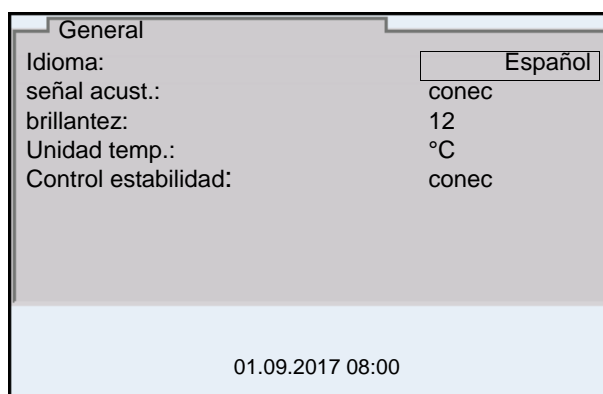 General
Idioma: Español
señal acust.: conec
brillantez: 12
Unidad temp.: °C
Control estabilidad: conec
01.09.2017 08:00